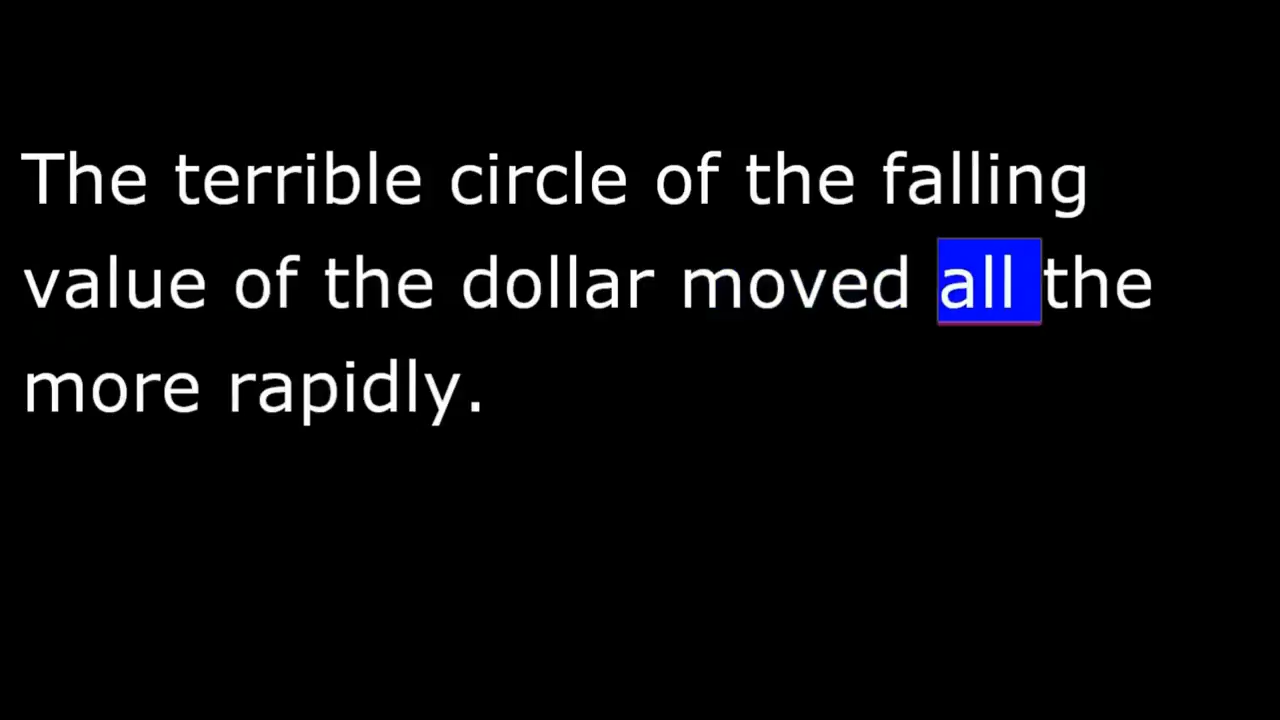 The terrible circle of the falling
value of the dollar moved all the
more rapidly.